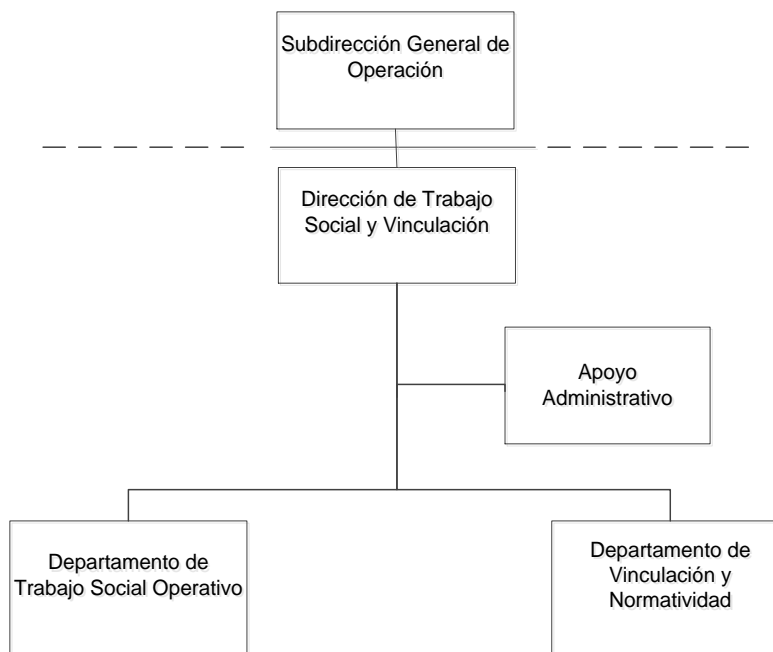 Subdirección General de
Operación
Dirección de Trabajo
Social y Vinculación
Apoyo
Administrativo
Departamento de
Trabajo Social Operativo
Departamento de
Vinculación y
Normatividad